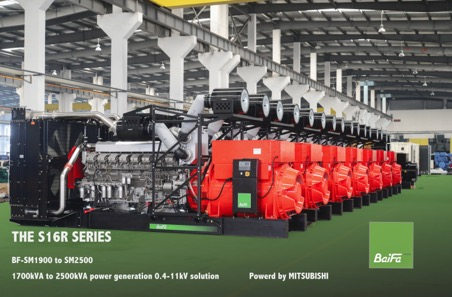 THE S16R SERIES
BF-SM1900 to SM2500
1700kVA to 2500kVA power generation 0.4-11kV solution
Powerd by MITSUBISHI
BaiFa